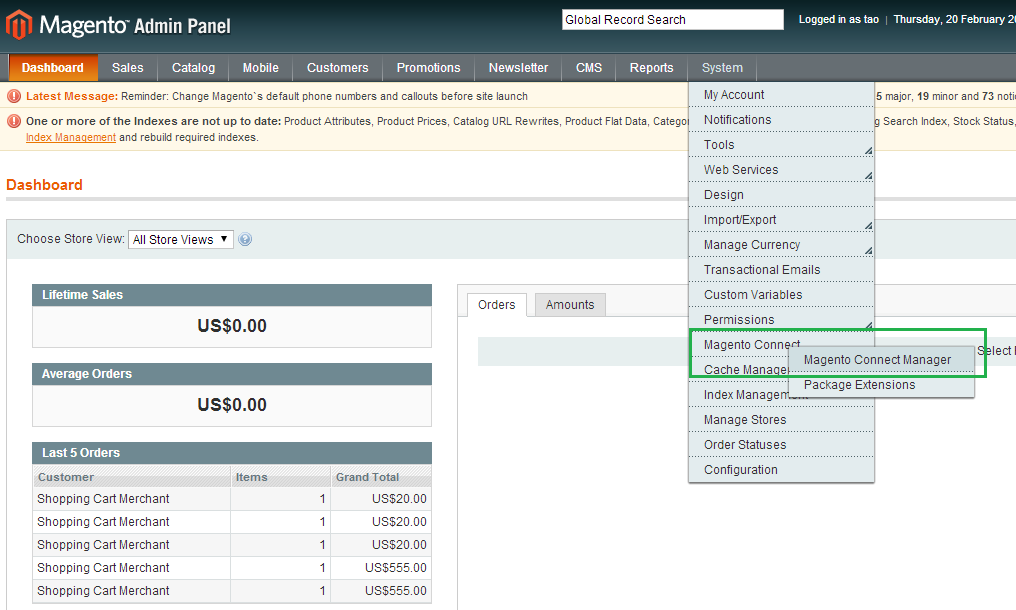 Magento Admin Panel
Global Record Search
Logged in as tao | Thursday, 20 February
Dashboard Sales Catalog Mobile Customers Promotions Newsletter CMS Reports System
Latest Message: Reminder: Change Magento`s default phone numbers and callouts before site launch
5 major, 19 minor and 73
One or more of the Indexes are not up to date: Product Attributes, Product Prices, Catalog URL Rewrites, Product Flat Data,
Search Index, Stock Status,
Index Management and rebuild required indexes.
My Account
Notifications
Tools
Web Services
Design
Import/Export
Manage Currency
Transactional Emails
Custom Variables
Permissions
Magento Connect
Magento Connect Manager
Package Extensions
Cache
Index Management
Manage Stores
Order Statuses
Configuration
Dashboard
Choose Store View: All Store Views
Lifetime Sales
US$0.00
Average Orders
US$0.00
Last 5 Orders
Customer Items Grand Total
Shopping Cart Merchant 1 US$20.00
Shopping Cart Merchant 1 US$20.00
Shopping Cart Merchant 1 US$20.00
Shopping Cart Merchant 1 US$555.00
Shopping Cart Merchant 1 US$555.00
Orders Amounts
Select